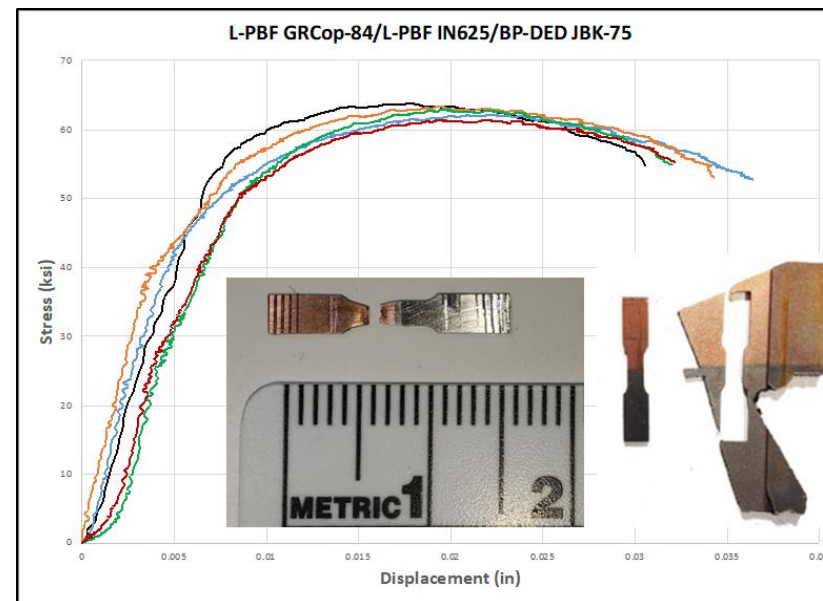 L-PBF GRCop-84/L-PBF IN625/BP-DED JBK-75
Stress (ksi)
70
60
50
40
30
20
10
0
METRIC 1 2
0 0.005 0.01 0.015 0.02 0.025 0.03 0.035
Displacement (in)